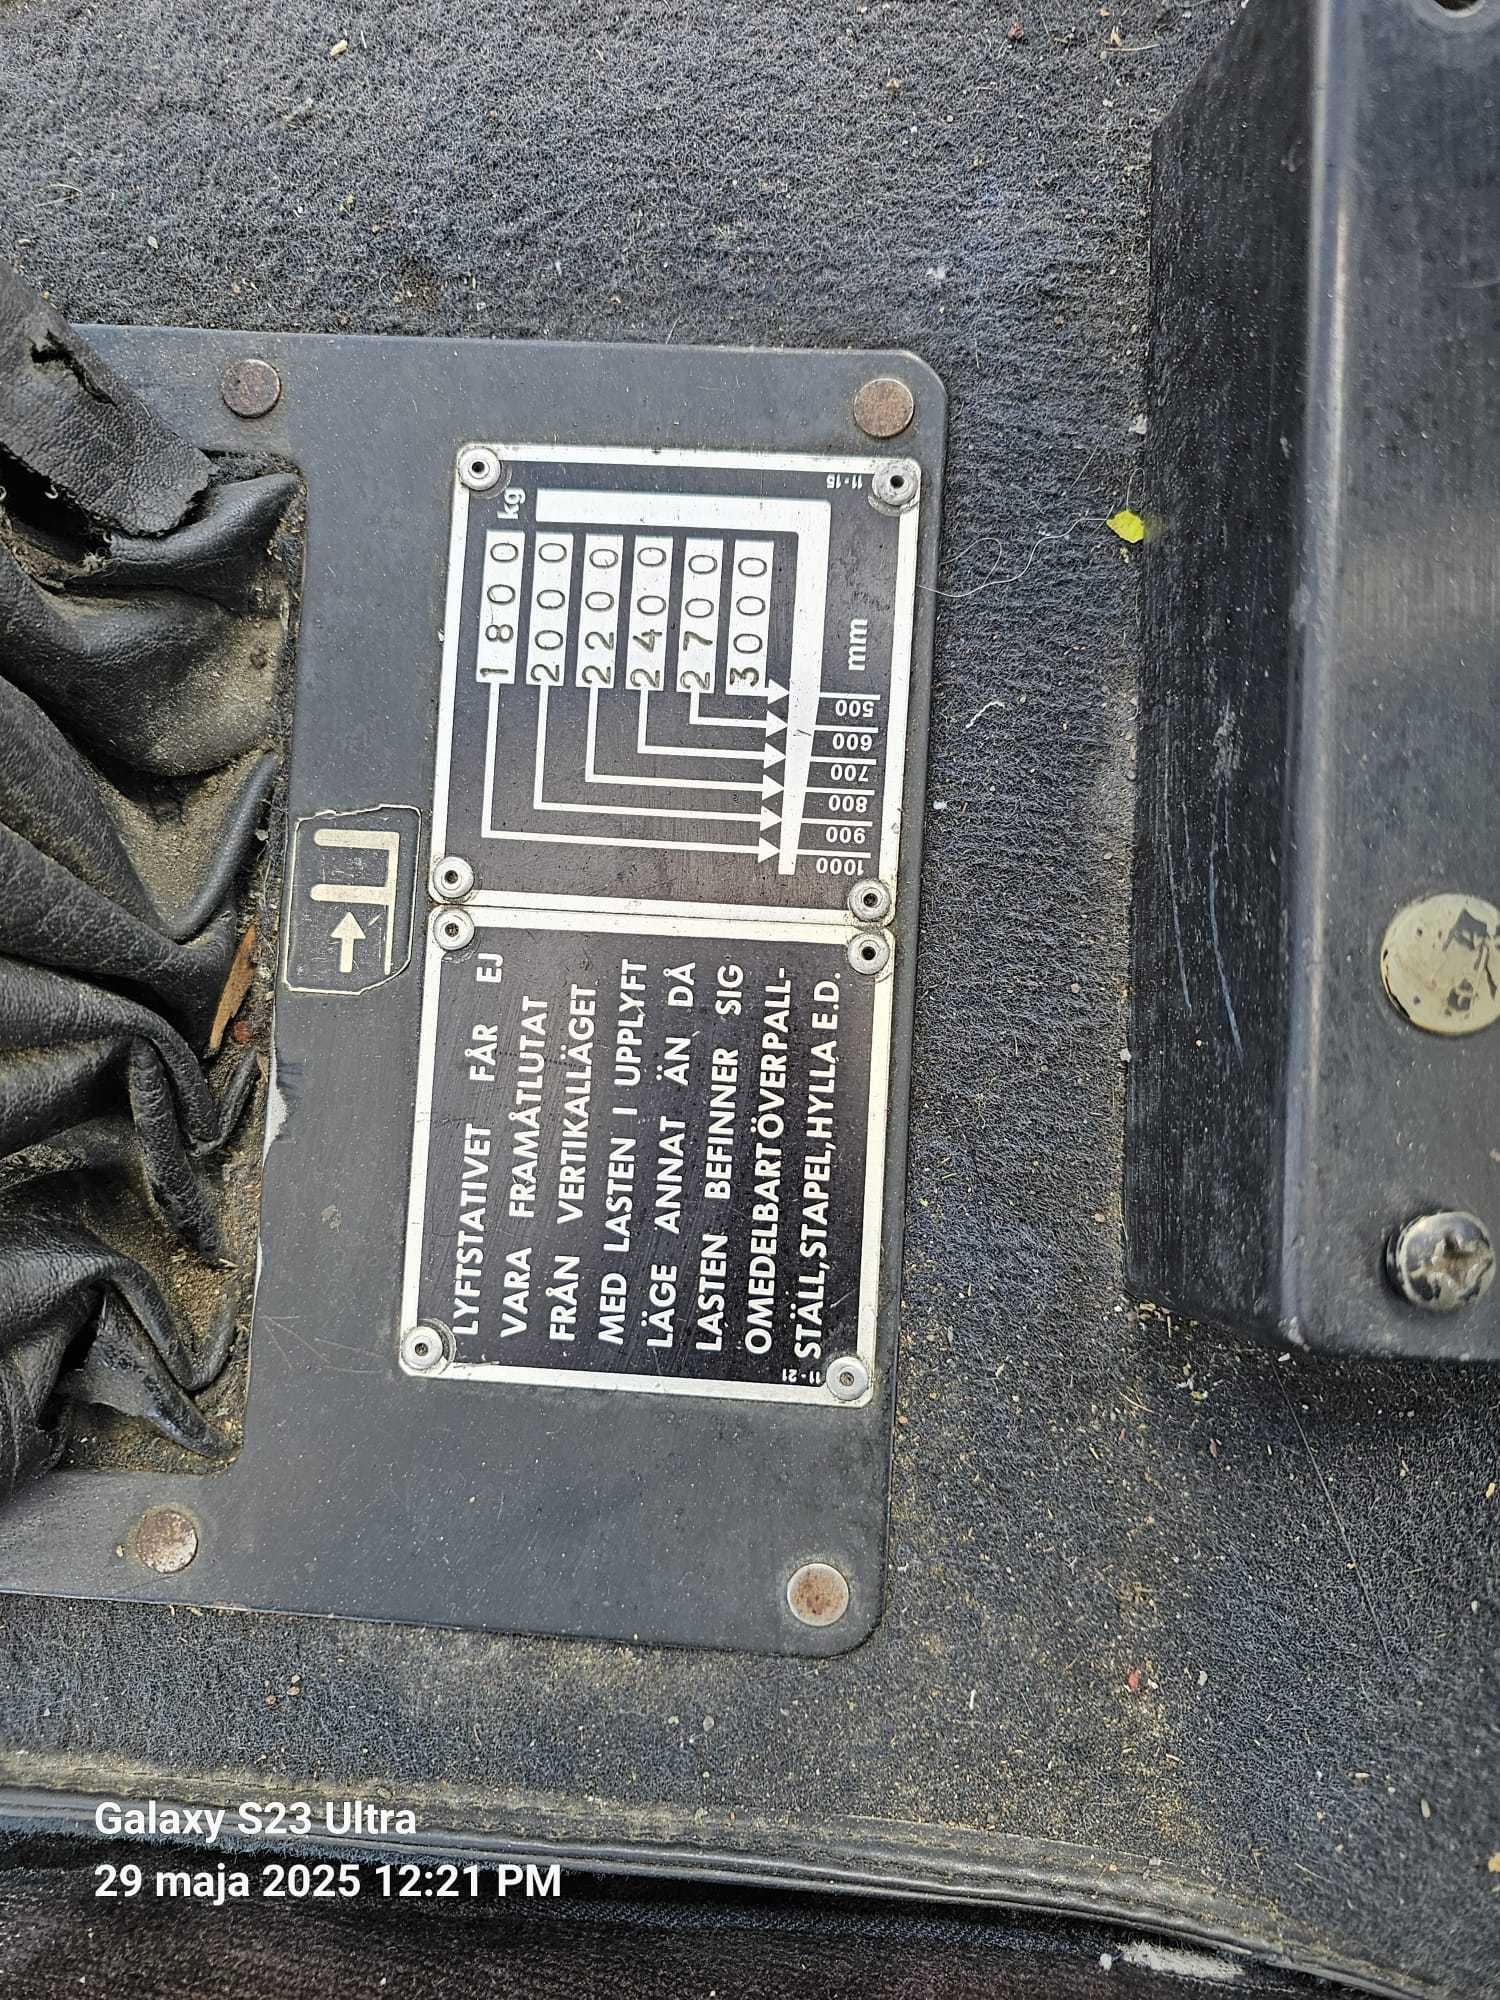 kg
1800
2000
2200
2400
2700
3000
mm
1000
900
800
700
600
500
11-15
LYFTSTATIVET FÅR EJ
VARA FRAMÅTLUTAT
FRÅN VERTIKALLÄGET
MED LASTEN I UPPLYFT
LÄGE ANNAT ÄN DÅ
LASTEN BEFINNER SIG
OMEDELBART ÖVER PALL-
STÄLL,STAPEL,HYLLA E.D.
11-21
Galaxy S23 Ultra
29 maja 2025 12:21 PM